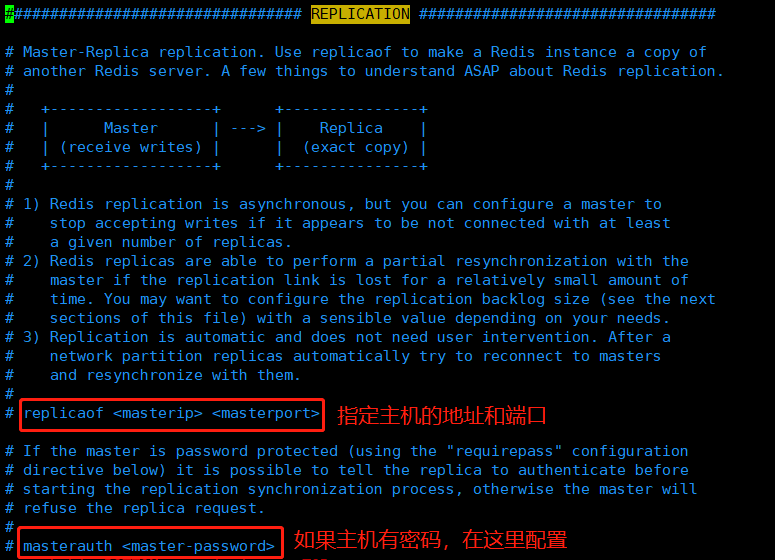 ################################# REPLICATION #################################
# Master-Replica replication. Use replicaof to make a Redis instance a copy of
# another Redis server. A few things to understand ASAP about Redis replication.
#
#   +------------------+      +---------------+
#   |      Master      | ---> |    Replica    |
#   | (receive writes) |      |  (exact copy) |
#   +------------------+      +---------------+
#
# 1) Redis replication is asynchronous, but you can configure a master to
#    stop accepting writes if it appears to be not connected with at least
#    a given number of replicas.
# 2) Redis replicas are able to perform a partial resynchronization with the
#    master if the replication link is lost for a relatively small amount of
#    time. You may want to configure the replication backlog size (see the next
#    sections of this file) with a sensible value depending on your needs.
# 3) Replication is automatic and does not need user intervention. After a
#    network partition replicas automatically try to reconnect to masters
#    and resynchronize with them.
#
# replicaof <masterip> <masterport> 指定主机的地址和端口
# If the master is password protected (using the "requirepass" configuration
# directive below) it is possible to tell the replica to authenticate before
# starting the replication synchronization process, otherwise the master will
# refuse the replica request.
#
# masterauth <master-password> 如果主机有密码，在这里配置